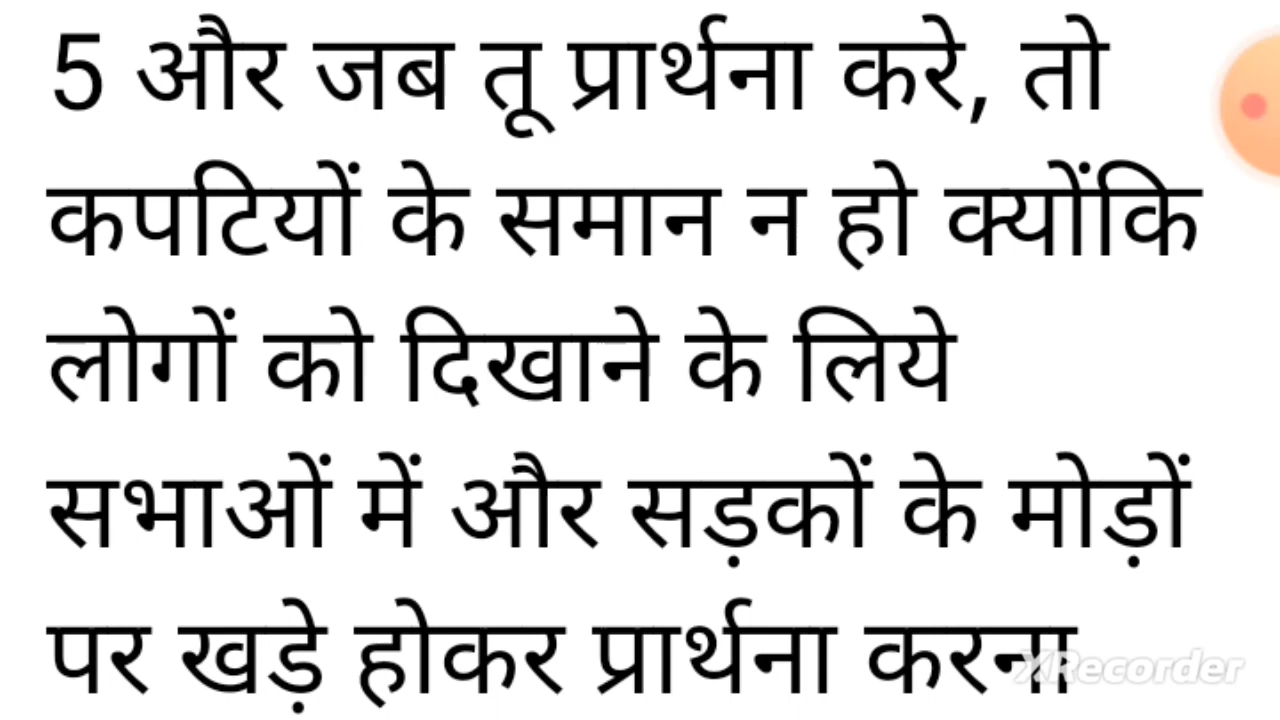 5 और जब तू प्रार्थना करे, तो
कपटियों के समान न हो क्योंकि
लोगों को दिखाने के लिये
सभाओं में और सड़कों के मोड़ों
पर खड़े होकर प्रार्थना करना
XRecorder